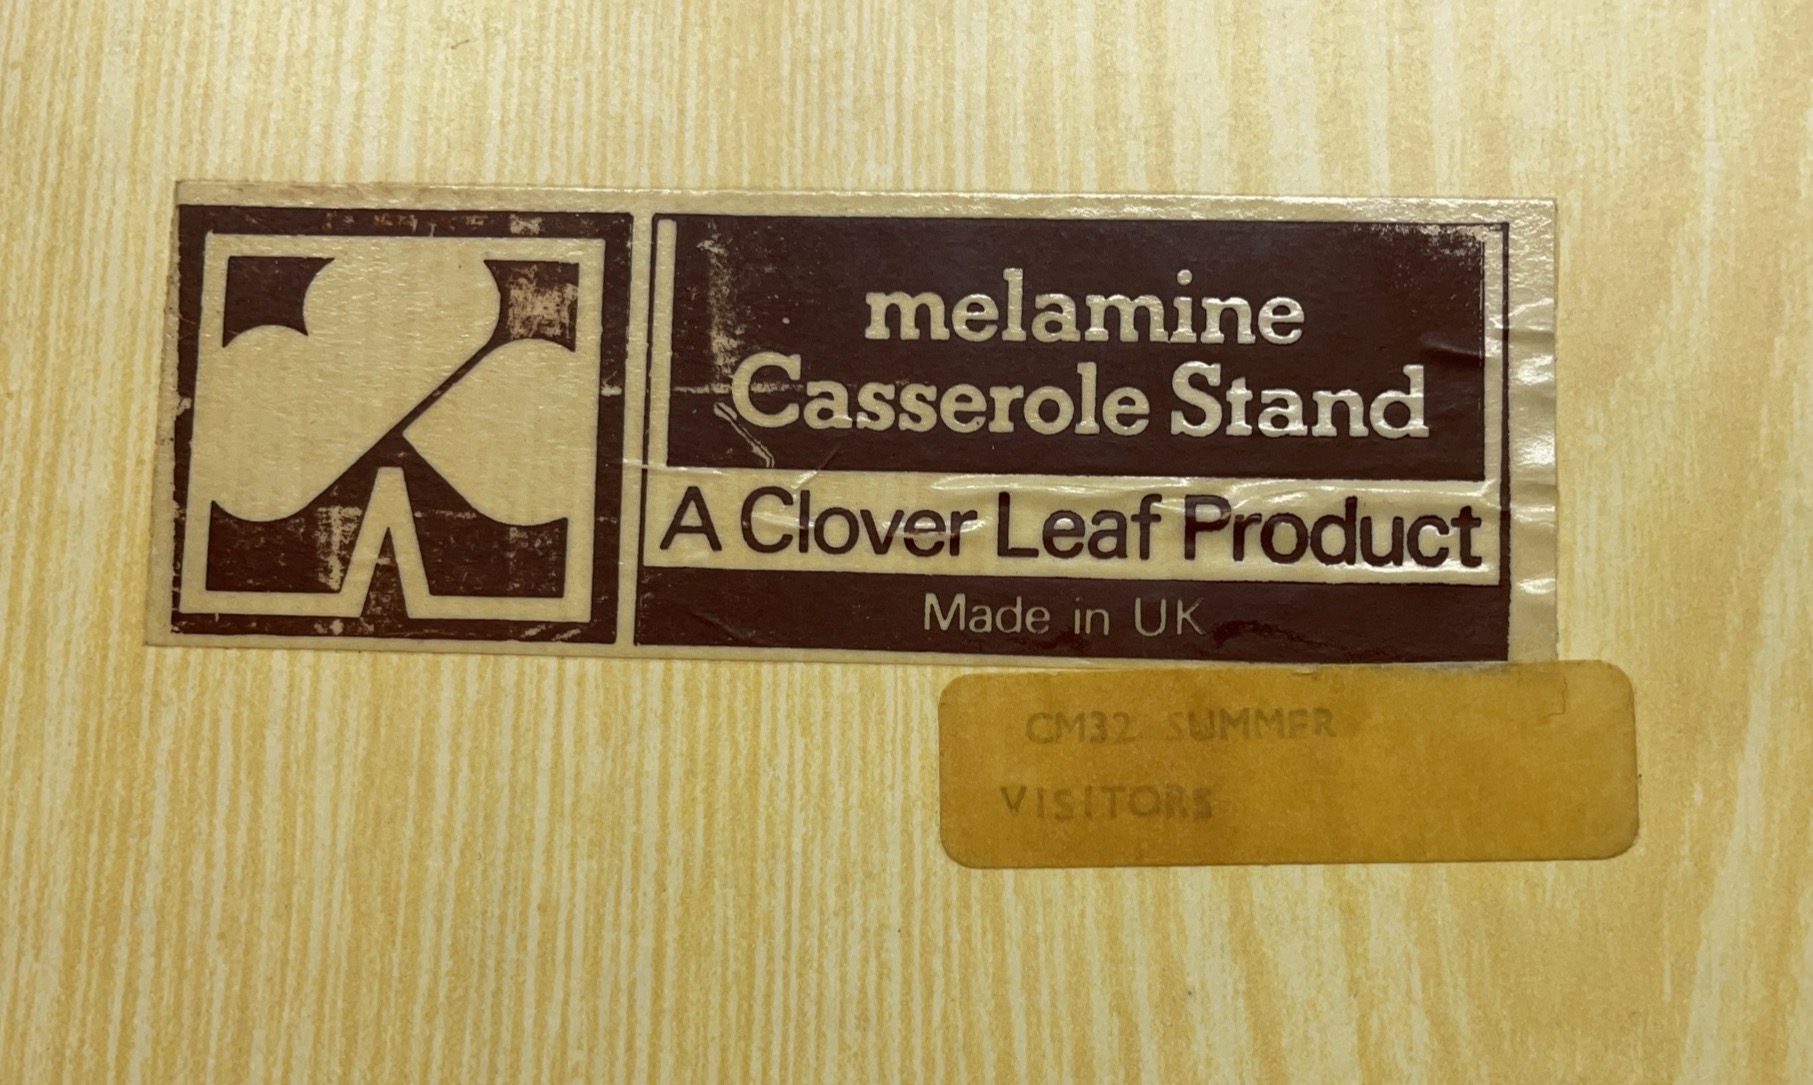 melamine
Casserole Stand
A Clover Leaf Product
Made in UK
CM32 SUMMER
VISITORS